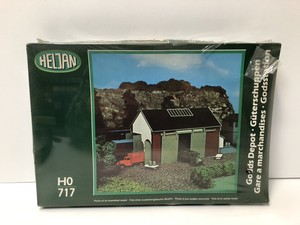 HELJAN
H0
717
Goods Depot · Güterschuppen
Gare a marchandises · Godsstation